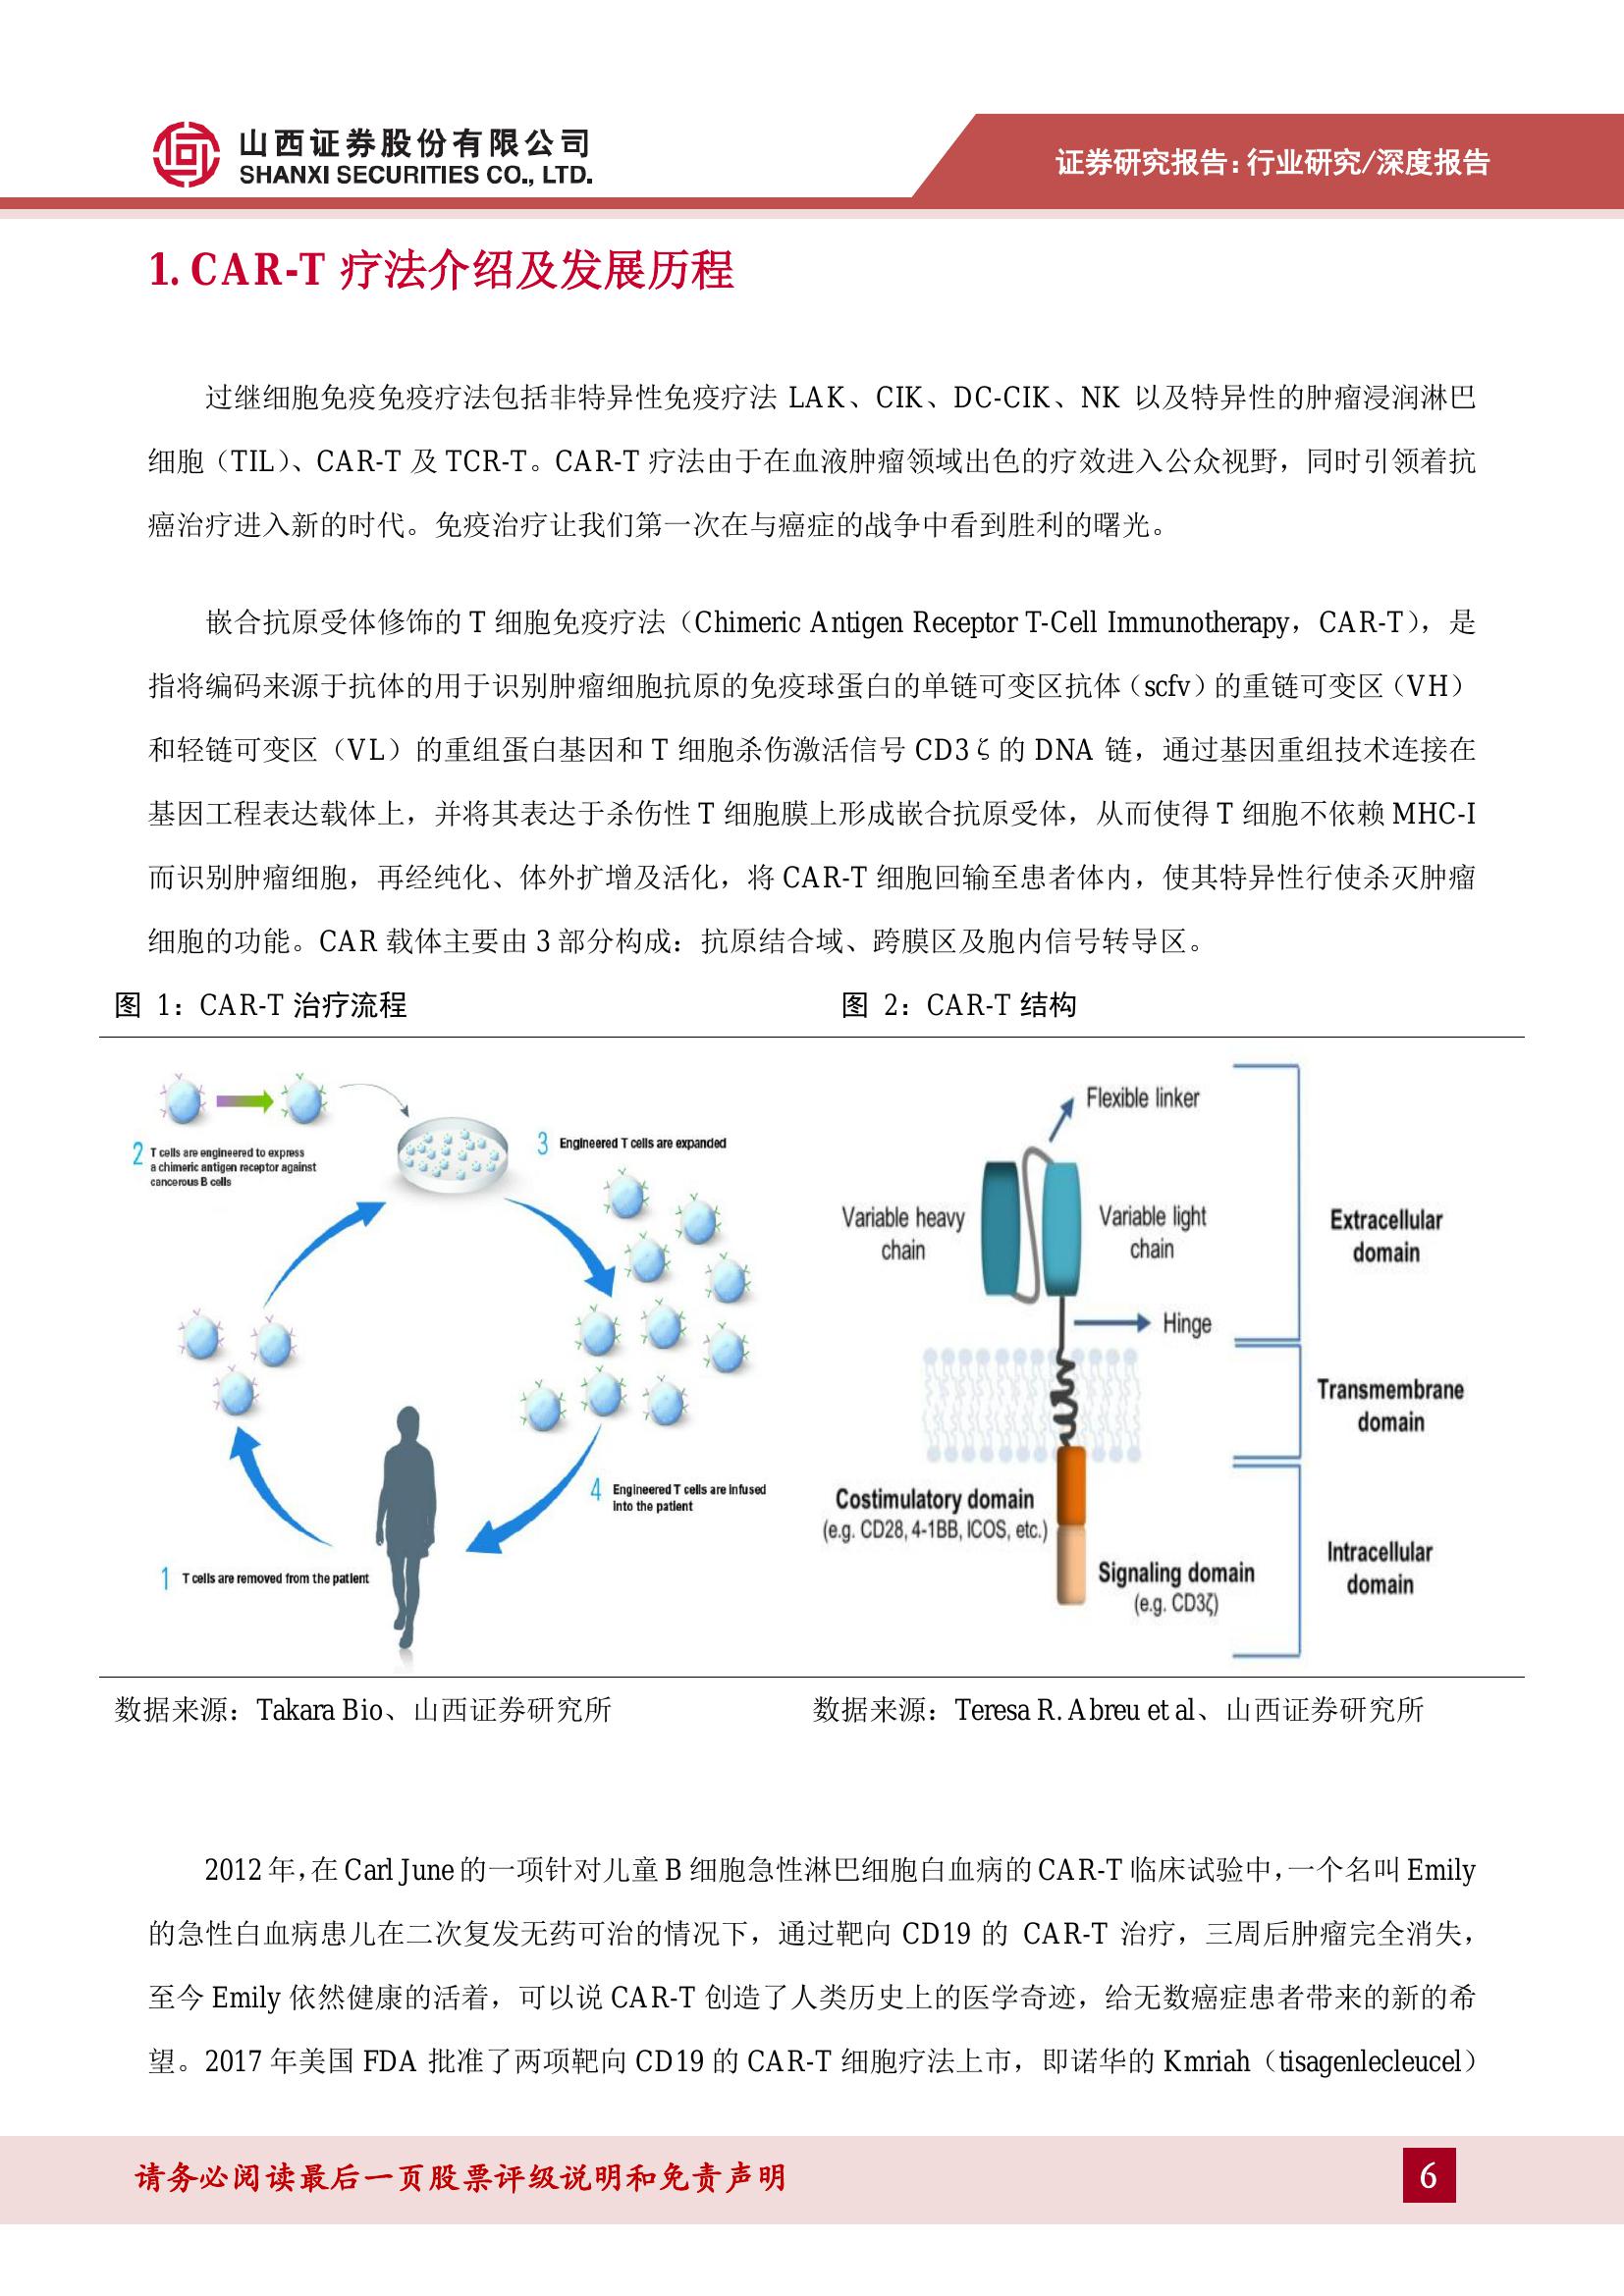 山西证券股份有限公司
SHANXI SECURITIES CO., LTD.
证券研究报告：行业研究/深度报告
1. CAR-T 疗法介绍及发展历程
过继细胞免疫免疫疗法包括非特异性免疫疗法 LAK、CIK、DC-CIK、NK 以及特异性的肿瘤浸润淋巴
细胞（TIL）、CAR-T 及 TCR-T。CAR-T 疗法由于在血液肿瘤领域出色的疗效进入公众视野，同时引领着抗
癌治疗进入新的时代。免疫治疗让我们第一次在与癌症的战争中看到胜利的曙光。
嵌合抗原受体修饰的 T 细胞免疫疗法（Chimeric Antigen Receptor T-Cell Immunotherapy，CAR-T），是
指将编码来源于抗体的用于识别肿瘤细胞抗原的免疫球蛋白的单链可变区抗体（scfv）的重链可变区（VH）
和轻链可变区（VL）的重组蛋白基因和 T 细胞杀伤激活信号 CD3ζ的 DNA 链，通过基因重组技术连接在
基因工程表达载体上，并将其表达于杀伤性 T 细胞膜上形成嵌合抗原受体，从而使得 T 细胞不依赖 MHC-I
而识别肿瘤细胞，再经纯化、体外扩增及活化，将 CAR-T 细胞回输至患者体内，使其特异性行使杀灭肿瘤
细胞的功能。CAR 载体主要由 3 部分构成：抗原结合域、跨膜区及胞内信号转导区。
图 1：CAR-T 治疗流程
2 T cells are engineered to express
a chimeric antigen receptor against
cancerous B cells
3 Engineered T cells are expanded
4 Engineered T cells are infused
into the patient
1 T cells are removed from the patient
图 2：CAR-T 结构
Flexible linker
Variable heavy
chain
Variable light
chain
Extracellular
domain
Hinge
Transmembrane
domain
Costimulatory domain
(e.g. CD28, 4-1BB, ICOS, etc.)
Signaling domain
(e.g. CD3ζ)
Intracellular
domain
数据来源：Takara Bio、山西证券研究所
数据来源：Teresa R. Abreu et al、山西证券研究所
2012 年，在 Carl June 的一项针对儿童 B 细胞急性淋巴细胞白血病的 CAR-T 临床试验中，一个名叫 Emily
的急性白血病患儿在二次复发无药可治的情况下，通过靶向 CD19 的 CAR-T 治疗，三周后肿瘤完全消失，
至今 Emily 依然健康的活着，可以说 CAR-T 创造了人类历史上的医学奇迹，给无数癌症患者带来的新的希
望。2017 年美国 FDA 批准了两项靶向 CD19 的 CAR-T 细胞疗法上市，即诺华的 Kmriah（tisagenlecleucel）
请务必阅读最后一页股票评级说明和免责声明
6